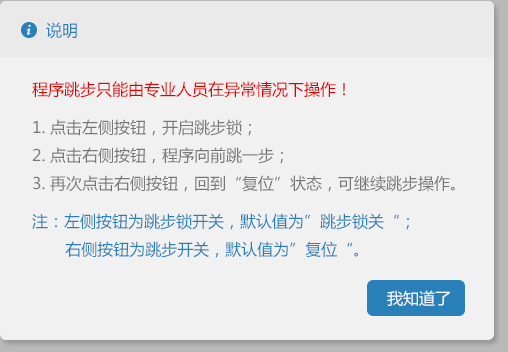 说明
程序跳步只能由专业人员在异常情况下操作！
1. 点击左侧按钮，开启跳步锁；
2. 点击右侧按钮，程序向前跳一步；
3. 再次点击右侧按钮，回到“复位”状态，可继续跳步操作。
注：左侧按钮为跳步锁开关，默认值为”跳步锁关“；
右侧按钮为跳步开关，默认值为”复位“。
我知道了